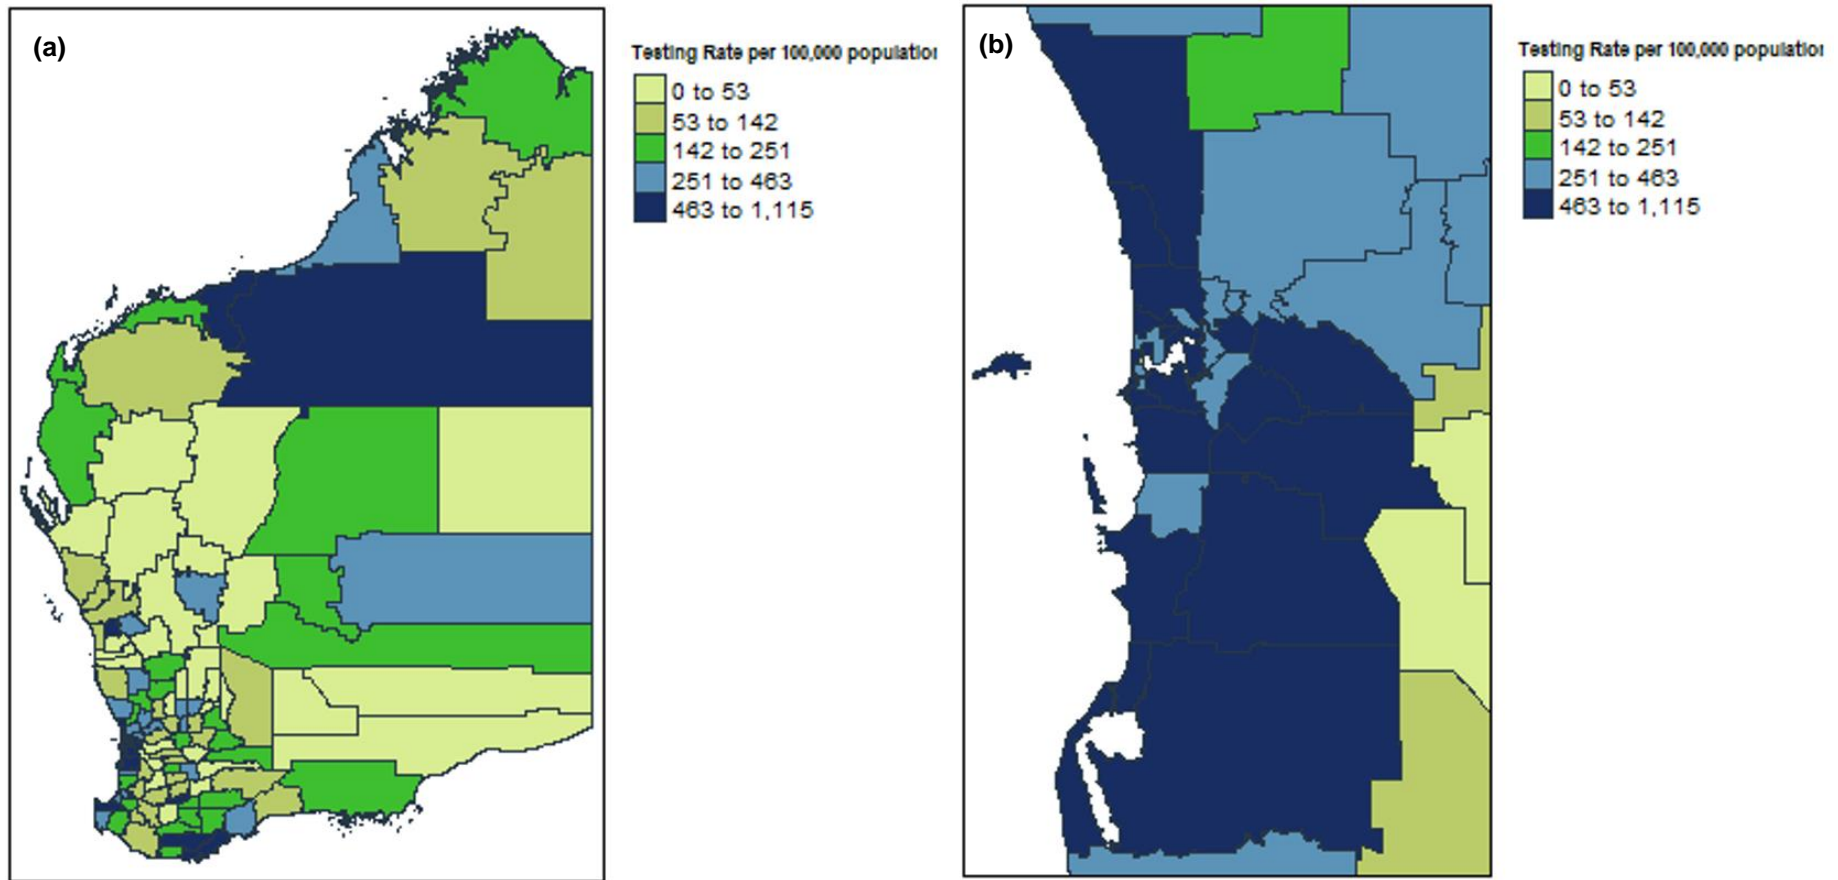 (a)
Testing Rate per 100,000 population
0 to 53
53 to 142
142 to 251
251 to 463
463 to 1,115
(b)
Testing Rate per 100,000 population
0 to 53
53 to 142
142 to 251
251 to 463
463 to 1,115